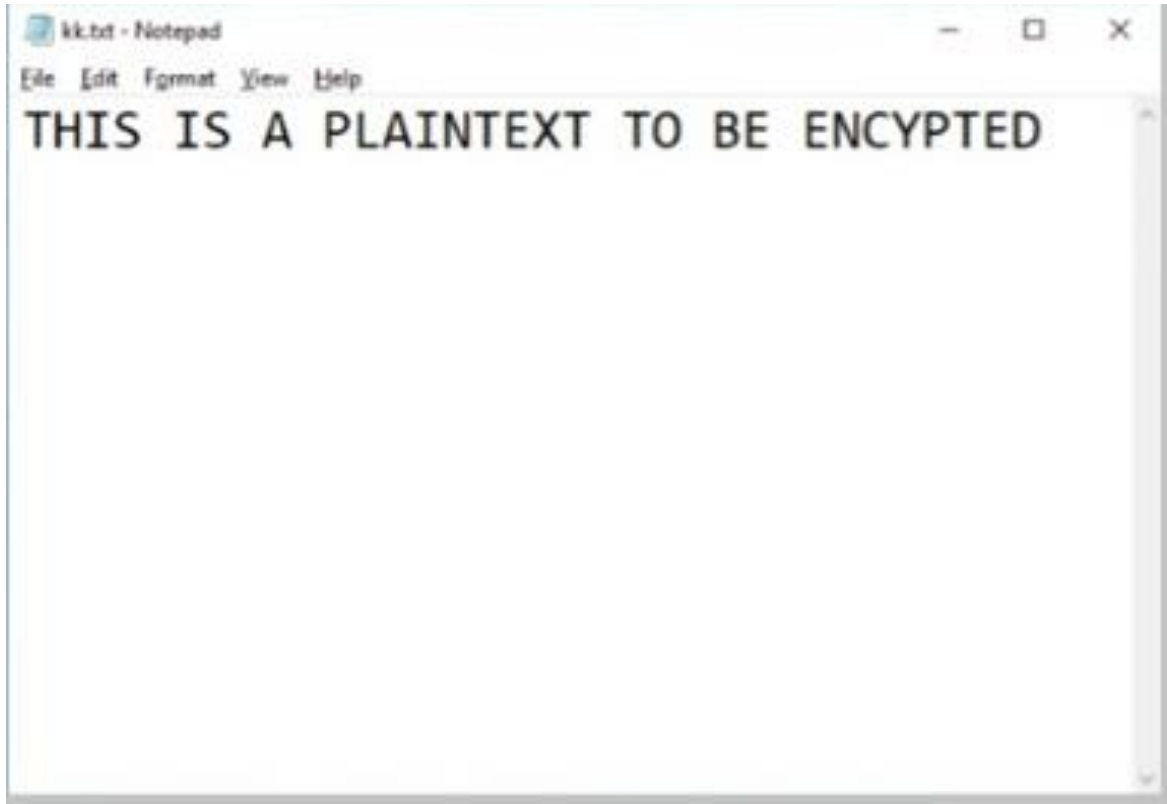 kk.txt - Notepad
File Edit Format View Help
THIS IS A PLAINTEXT TO BE ENCYPTED